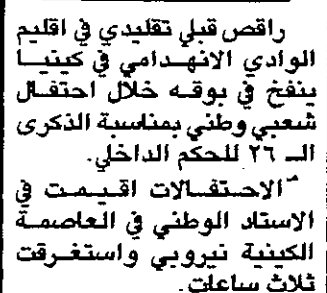 راقص قبلي تقليدي في اقليم
الوادي الانهدامي في كينيا
ينفخ في بوقه خلال احتفال
شعبي وطني بمناسبة الذكرى
الـ ٢٦ للحكم الداخلي.
الاحتفالات اقيمت في
الاستاد الوطني في العاصمة
الكينية نيروبي واستغرقت
ثلاث ساعات.